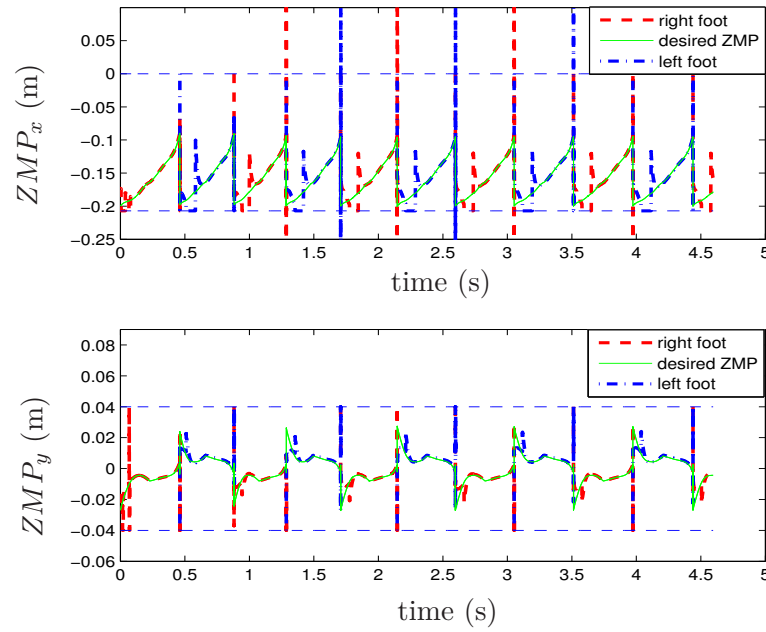 right foot
desired ZMP
left foot
0.05
0
−0.05
−0.1
−0.15
−0.2
−0.25
ZMP_x (m)
0 0.5 1 1.5 2 2.5 3 3.5 4 4.5 5
time (s)
right foot
desired ZMP
left foot
0.08
0.06
0.04
0.02
0
−0.02
−0.04
−0.06
ZMP_y (m)
0 0.5 1 1.5 2 2.5 3 3.5 4 4.5 5
time (s)